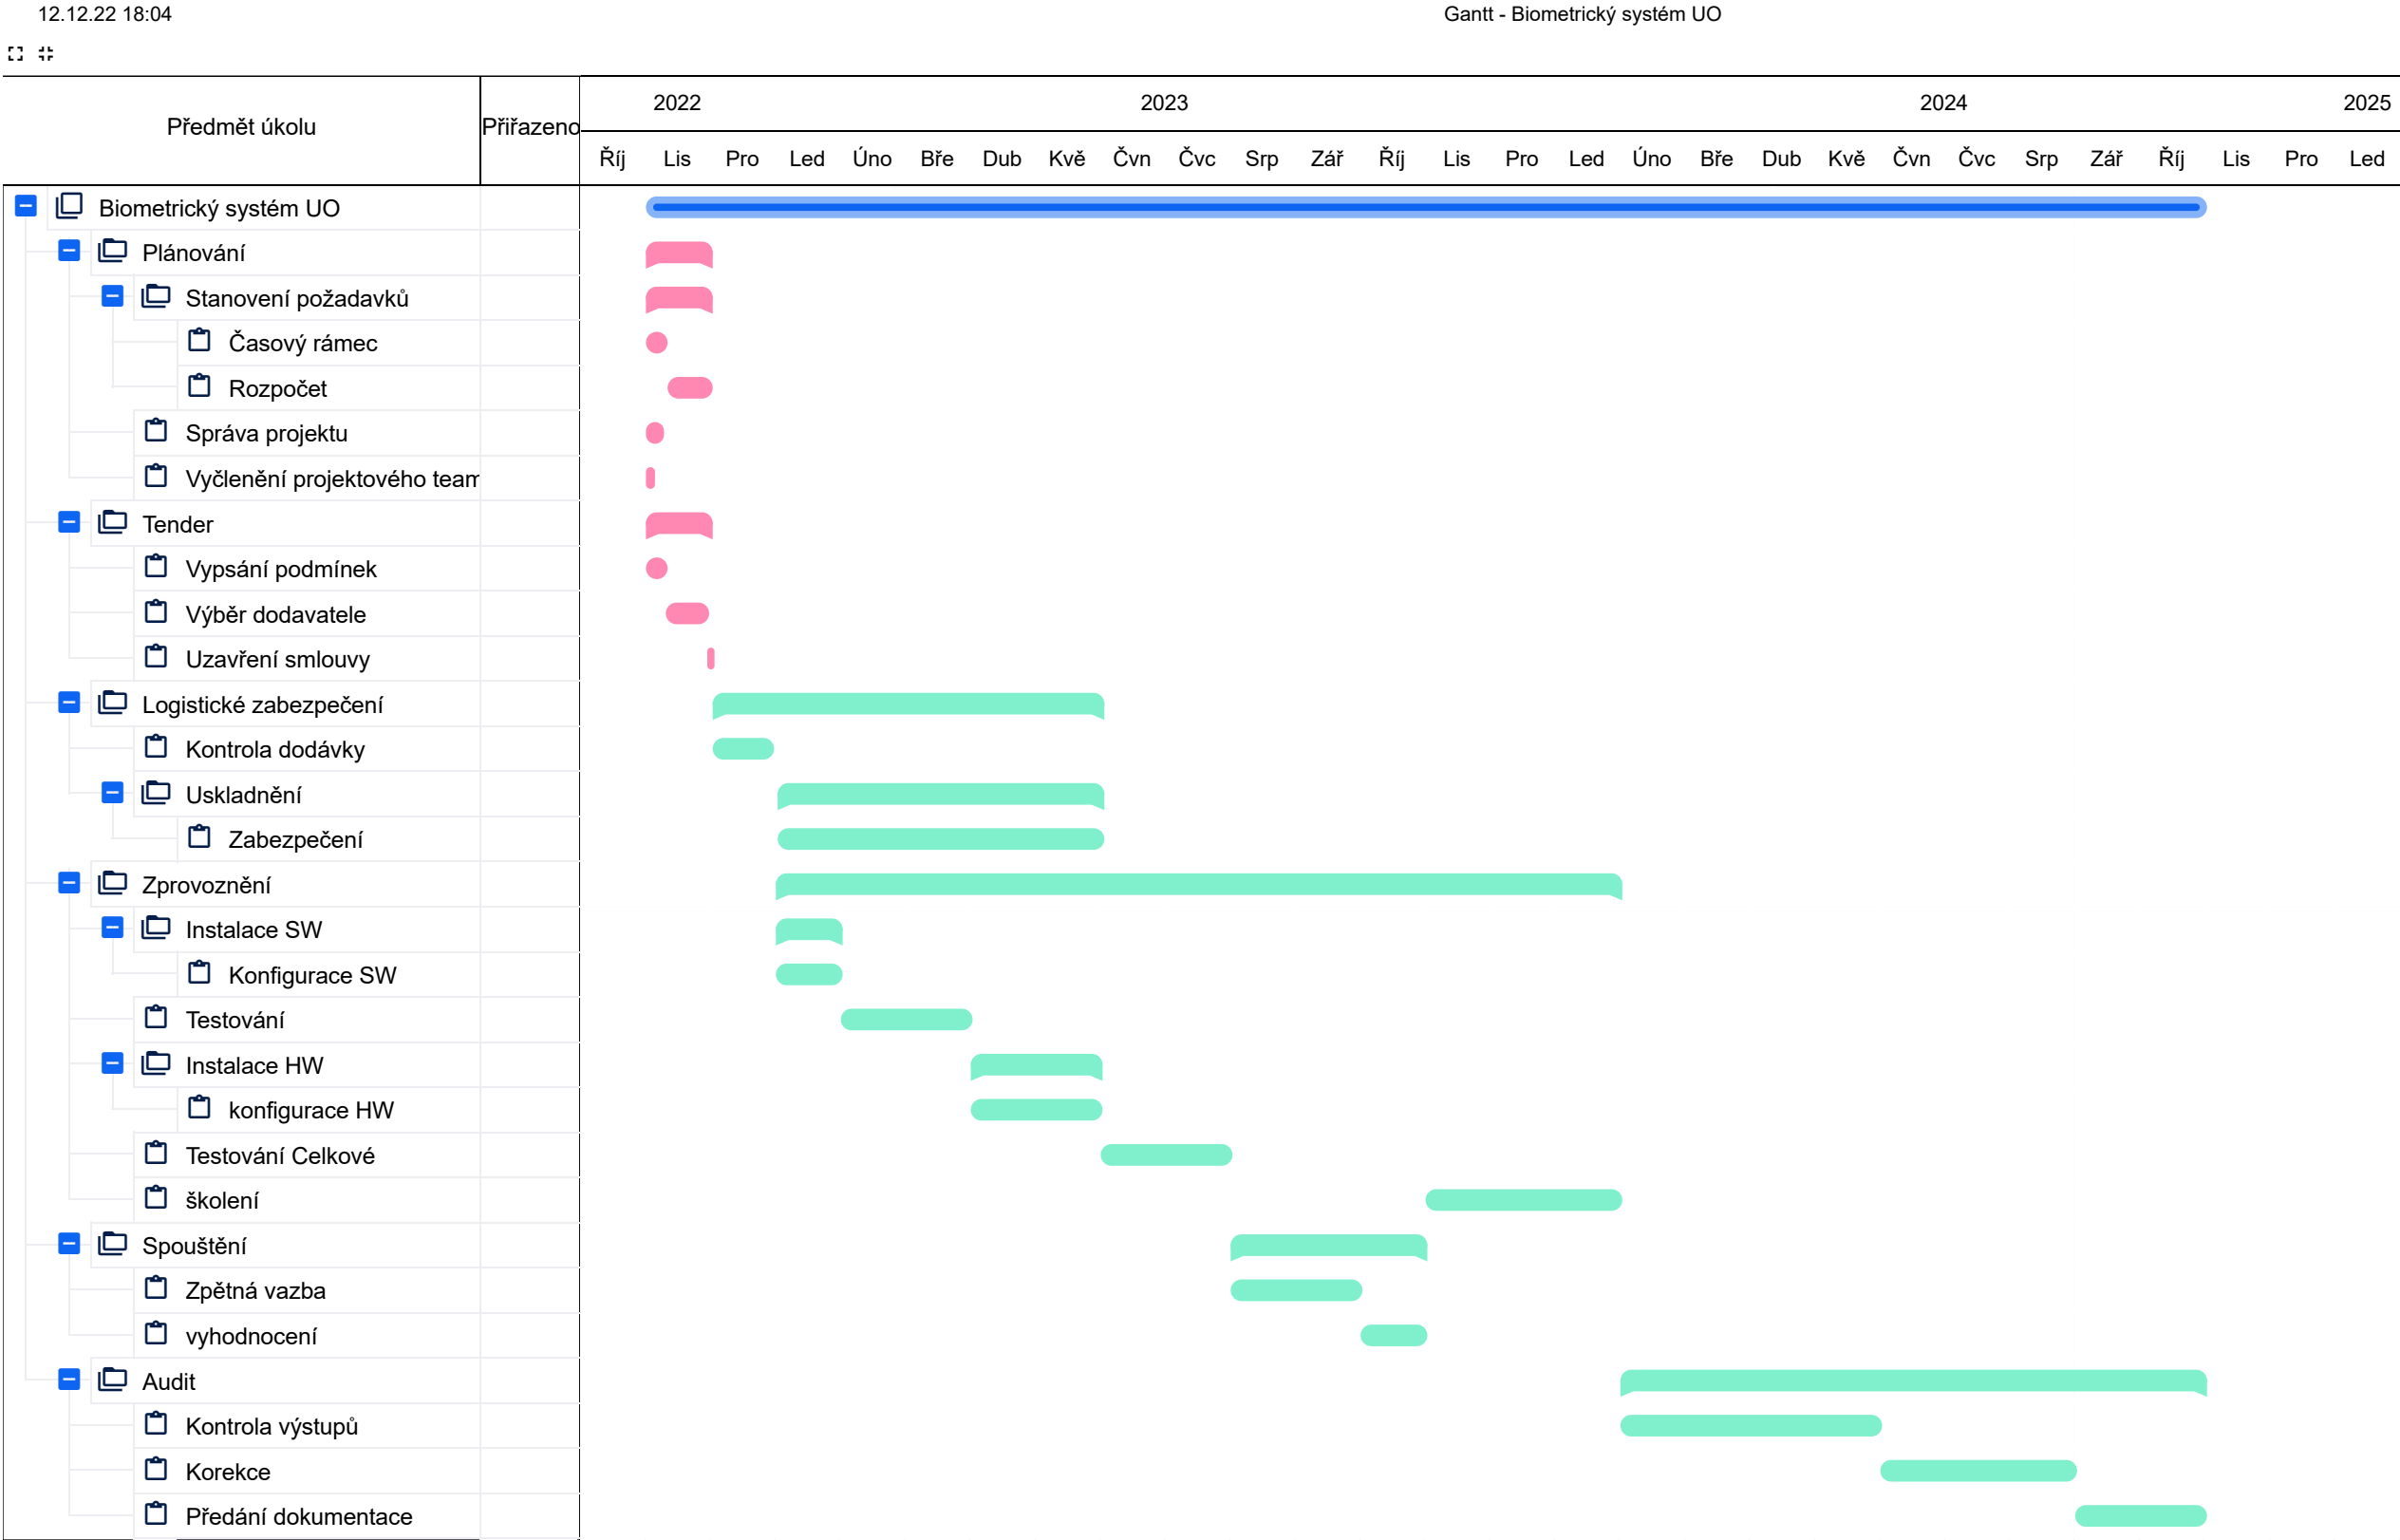 12.12.22 18:04
Gantt - Biometrický systém UO
Předmět úkolu
Přiřazeno
2022 2023 2024 2025
Říj Lis Pro Led Úno Bře Dub Kvě Čvn Čvc Srp Zář Říj Lis Pro Led Úno Bře Dub Kvě Čvn Čvc Srp Zář Říj Lis Pro Led
Biometrický systém UO
Plánování
Stanovení požadavků
Časový rámec
Rozpočet
Správa projektu
Vyčlenění projektového team
Tender
Vypsání podmínek
Výběr dodavatele
Uzavření smlouvy
Logistické zabezpečení
Kontrola dodávky
Uskladnění
Zabezpečení
Zprovoznění
Instalace SW
Konfigurace SW
Testování
Instalace HW
konfigurace HW
Testování Celkové
školení
Spouštění
Zpětná vazba
vyhodnocení
Audit
Kontrola výstupů
Korekce
Předání dokumentace